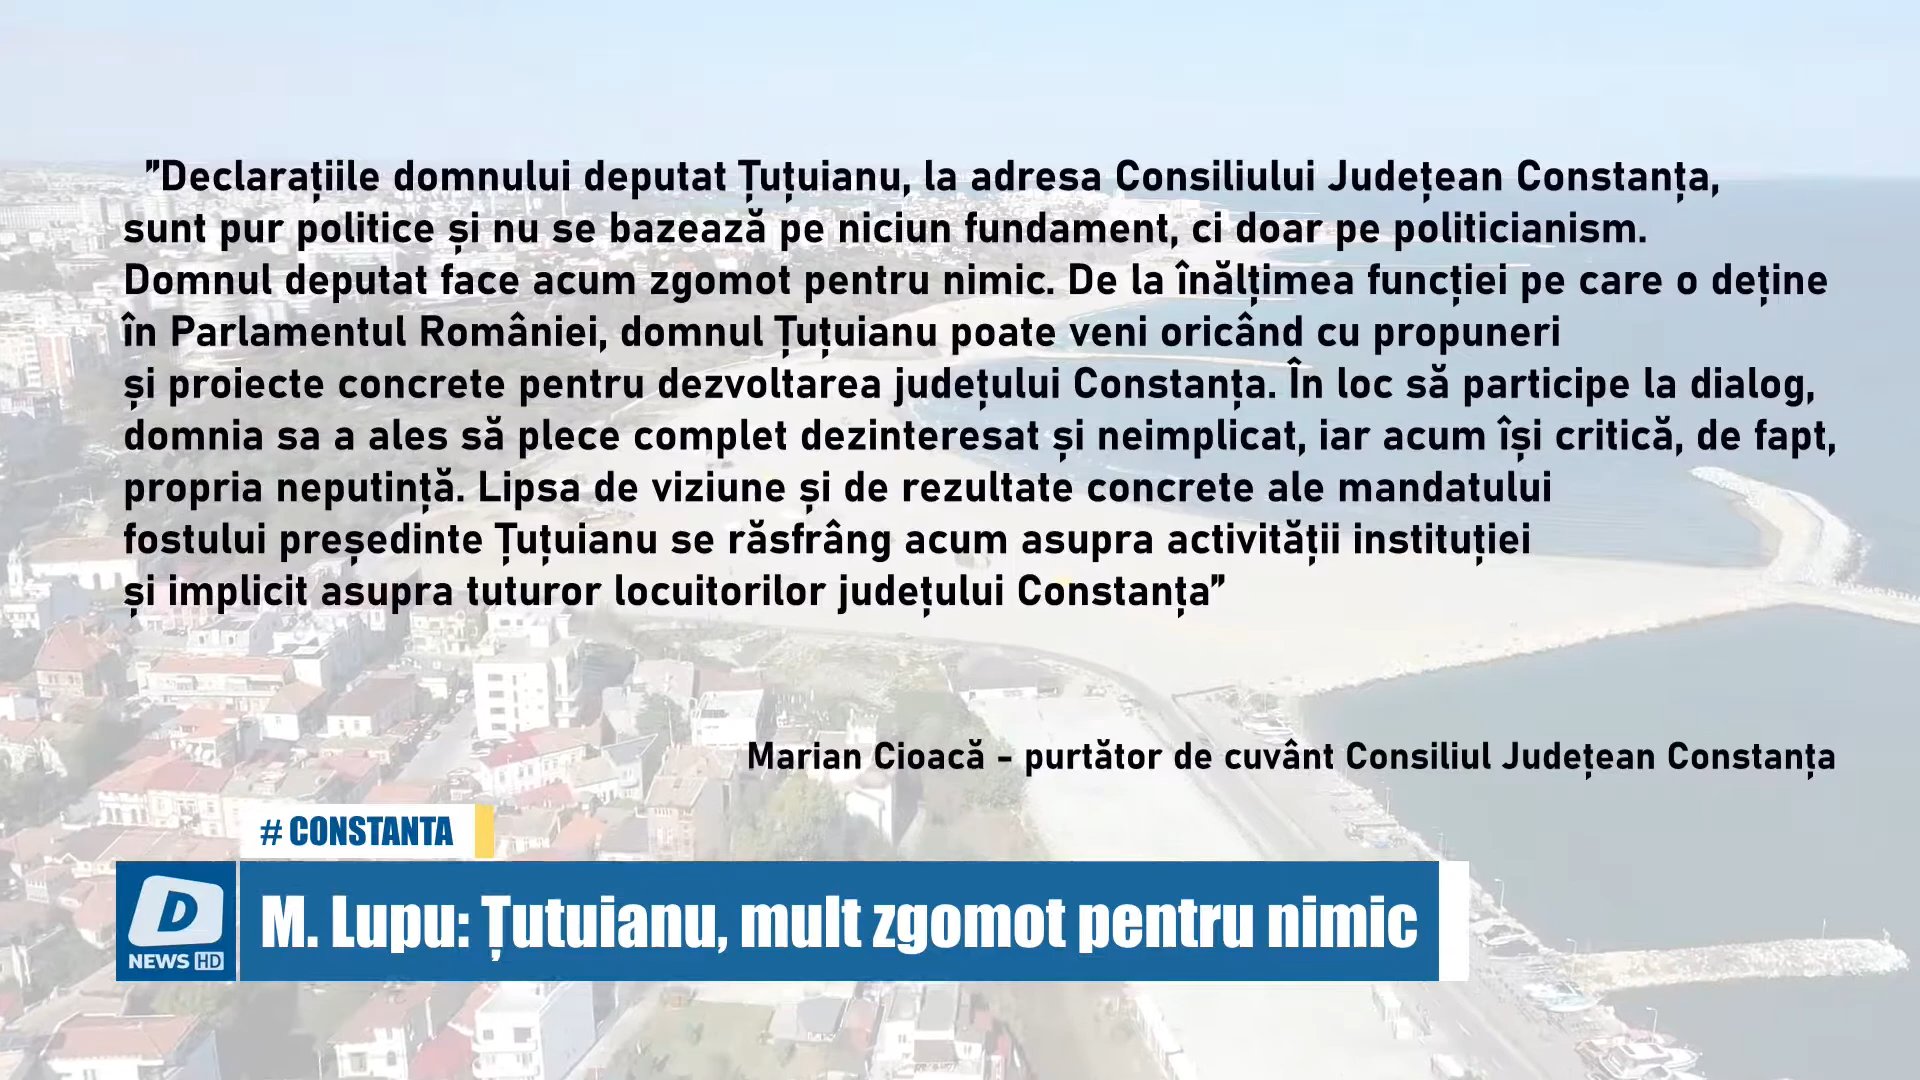 "Declarațiile domnului deputat Țuțuianu, la adresa Consiliului Județean Constanța,
sunt pur politice și nu se bazează pe niciun fundament, ci doar pe politicianism.
Domnul deputat face acum zgomot pentru nimic. De la înălțimea funcției pe care o deține
în Parlamentul României, domnul Țuțuianu poate veni oricând cu propuneri
și proiecte concrete pentru dezvoltarea județului Constanța. În loc să participe la dialog,
domnia sa a ales să plece complet dezinteresat și neimplicat, iar acum își critică, de fapt,
propria neputință. Lipsa de viziune și de rezultate concrete ale mandatului
fostului președinte Țuțuianu se răsfrâng acum asupra activității instituției
și implicit asupra tuturor locuitorilor județului Constanța"
Marian Cioacă - purtător de cuvânt Consiliul Județean Constanța
# CONSTANTA
M. Lupu: Țutuianu, mult zgomot pentru nimic
D
NEWS HD